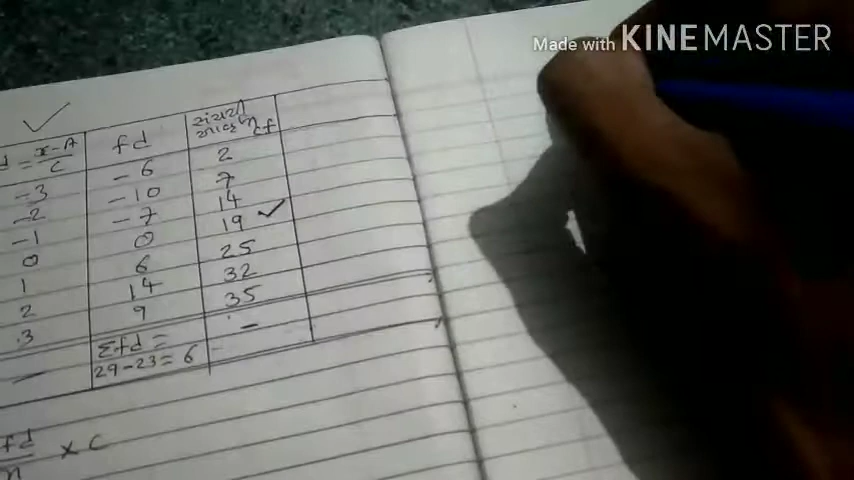 Made with KINEMASTER
d = x-A/c fd સંચયી આવૃત્તિ cf
-3 -6 2
-2 -10 7
-1 -7 14
0 0 19 ✓
1 6 25
2 14 32
3 9 35
— Σfd = -
29-23=6
fd/n × c